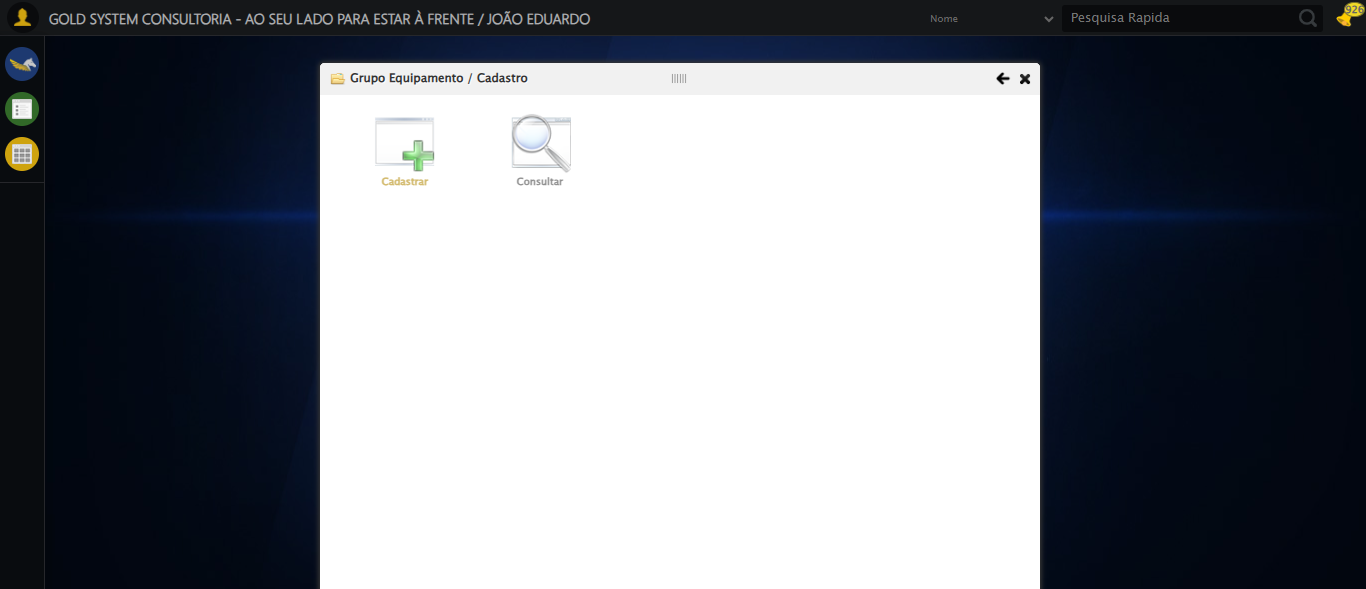 GOLD SYSTEM CONSULTORIA - AO SEU LADO PARA ESTAR À FRENTE / JOÃO EDUARDO
Nome
Pesquisa Rapida
926
Grupo Equipamento / Cadastro
Cadastrar
Consultar